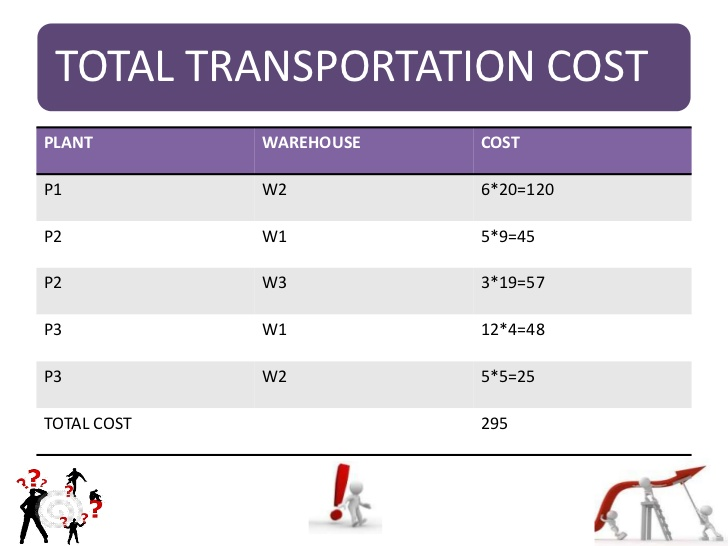 TOTAL TRANSPORTATION COST
PLANT WAREHOUSE COST
P1 W2 6*20=120
P2 W1 5*9=45
P2 W3 3*19=57
P3 W1 12*4=48
P3 W2 5*5=25
TOTAL COST 295
? ? ?
?
? ?
?
!